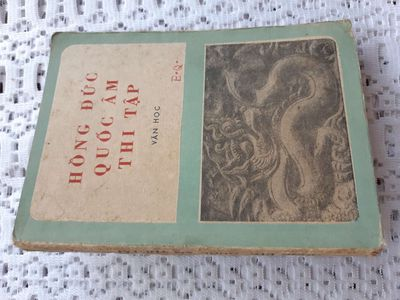 HỒNG ĐỨC
QUỐC ÂM
THI TẬP
VĂN HỌC